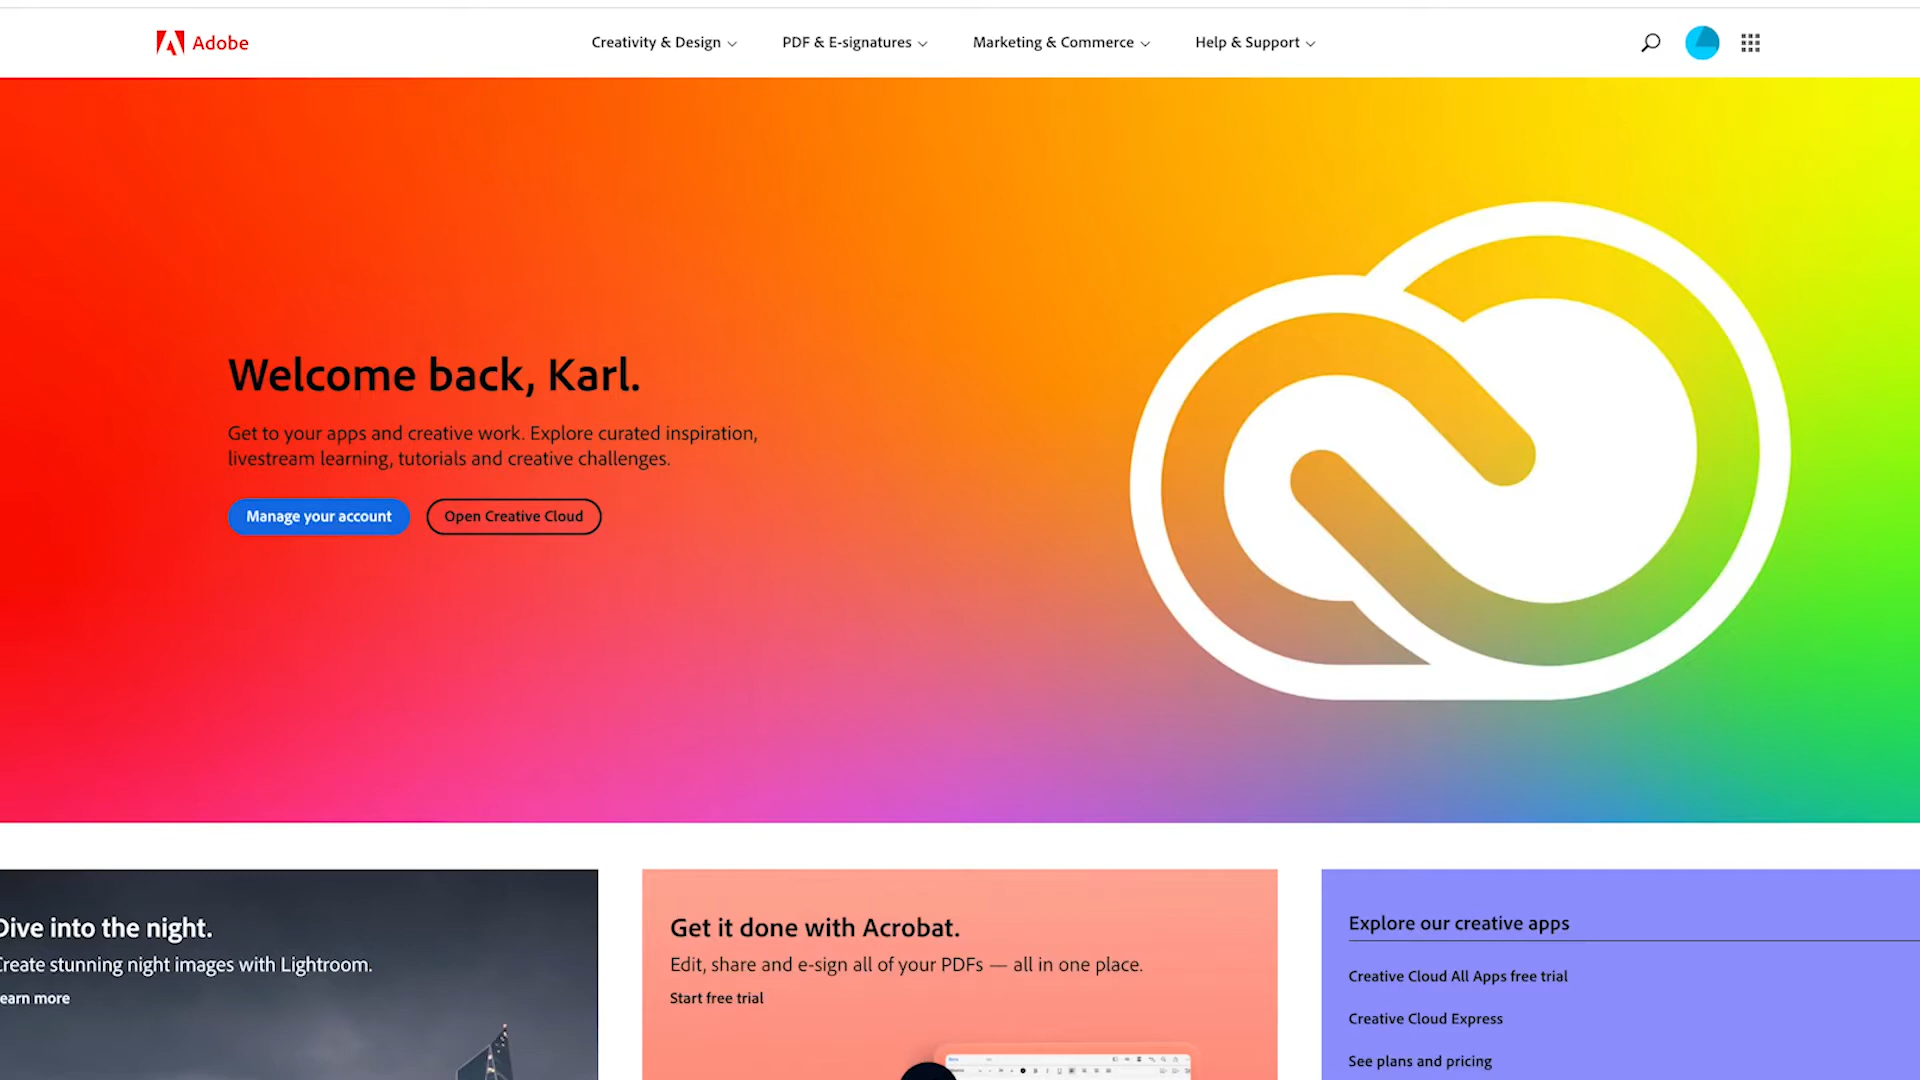 Adobe
Creativity & Design
PDF & E-signatures
Marketing & Commerce
Help & Support
Welcome back, Karl.
Get to your apps and creative work. Explore curated inspiration,
livestream learning, tutorials and creative challenges.
Manage your account
Open Creative Cloud
Dive into the night.
Create stunning night images with Lightroom.
earn more
Get it done with Acrobat.
Edit, share and e-sign all of your PDFs — all in one place.
Start free trial
Explore our creative apps
Creative Cloud All Apps free trial
Creative Cloud Express
See plans and pricing